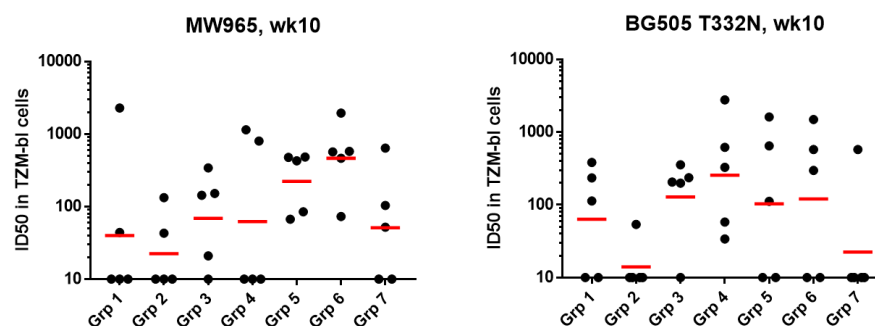 MW965, wk10
ID50 in TZM-bl cells
10000
1000
100
10
Grp 1
Grp 2
Grp 3
Grp 4
Grp 5
Grp 6
Grp 7
BG505 T332N, wk10
ID50 in TZM-bl cells
10000
1000
100
10
Grp 1
Grp 2
Grp 3
Grp 4
Grp 5
Grp 6
Grp 7